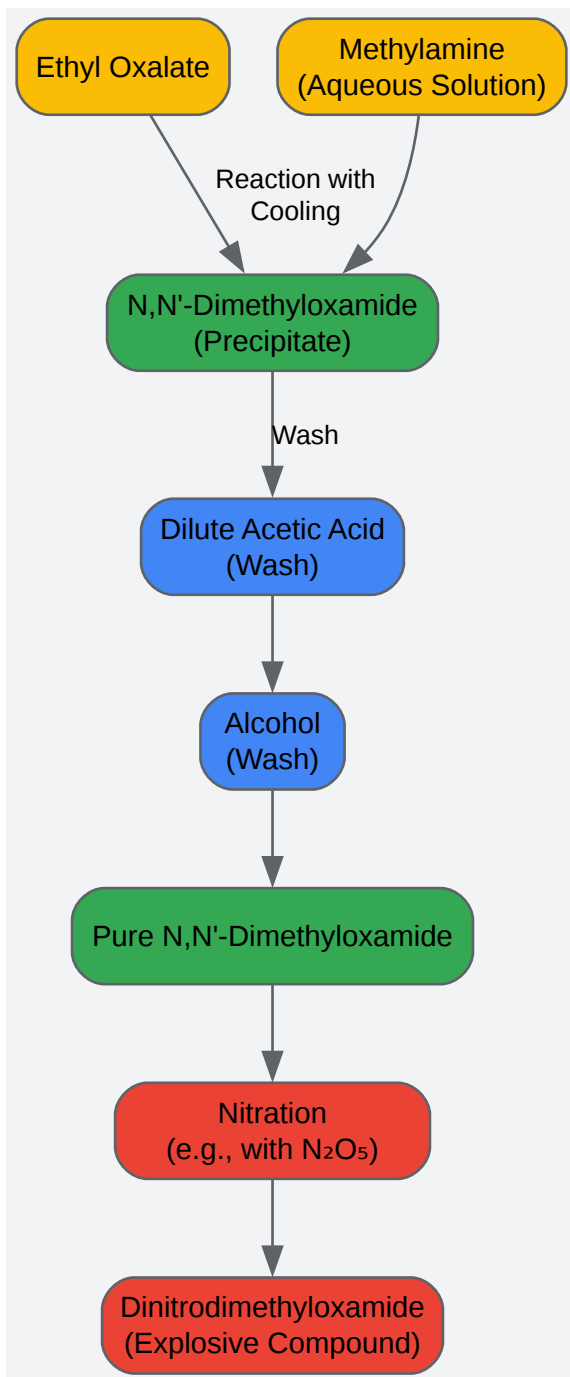 Ethyl Oxalate
Methylamine
(Aqueous Solution)
Reaction with
Cooling
N,N'-Dimethyloxamide
(Precipitate)
Wash
Dilute Acetic Acid
(Wash)
Alcohol
(Wash)
Pure N,N'-Dimethyloxamide
Nitration
(e.g., with N₂O₅)
Dinitrodimethyloxamide
(Explosive Compound)